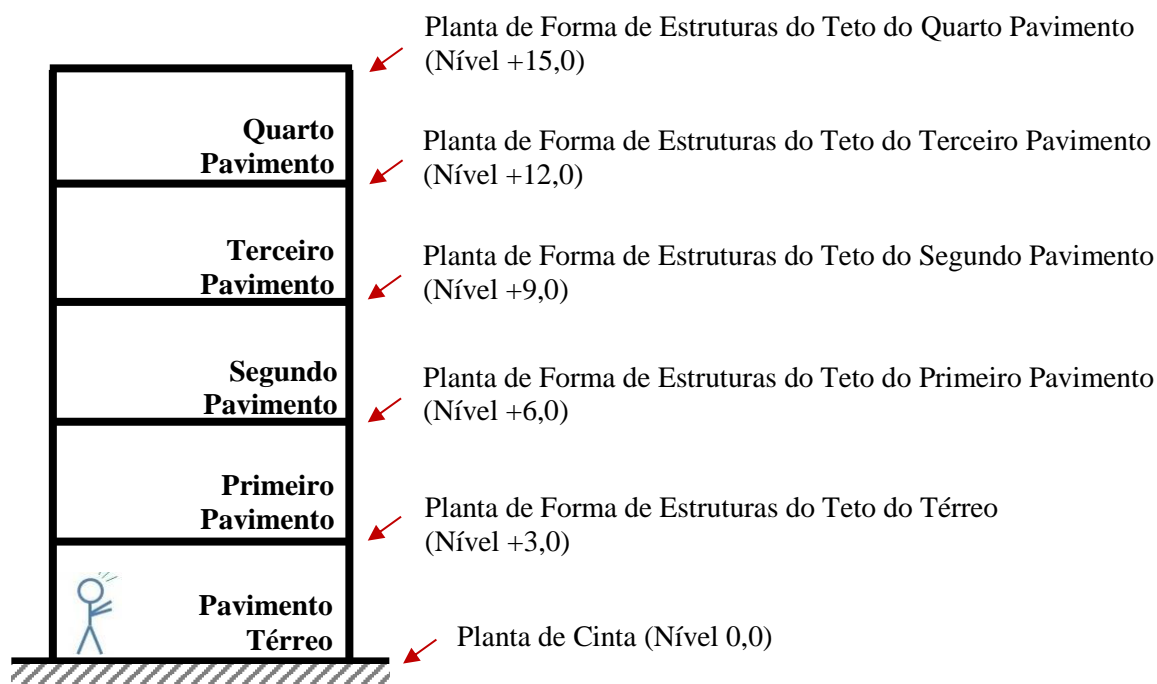 Planta de Forma de Estruturas do Teto do Quarto Pavimento
(Nível +15,0)
Quarto
Pavimento
Planta de Forma de Estruturas do Teto do Terceiro Pavimento
(Nível +12,0)
Terceiro
Pavimento
Planta de Forma de Estruturas do Teto do Segundo Pavimento
(Nível +9,0)
Segundo
Pavimento
Planta de Forma de Estruturas do Teto do Primeiro Pavimento
(Nível +6,0)
Primeiro
Pavimento
Planta de Forma de Estruturas do Teto do Térreo
(Nível +3,0)
Pavimento
Térreo
Planta de Cinta (Nível 0,0)